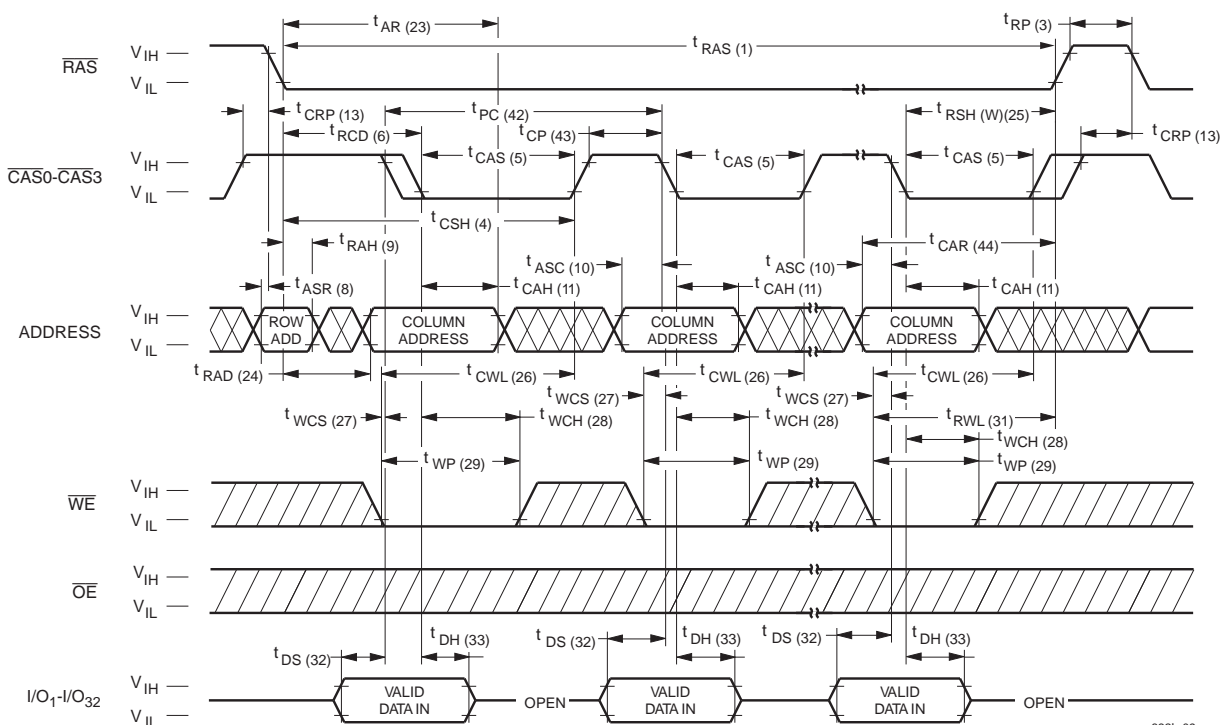 t AR (23)
t RP (3)
t RAS (1)
RAS
V IH
V IL
t CRP (13)
t PC (42)
t RSH (W)(25)
t RCD (6)
t CP (43)
t CRP (13)
CAS0-CAS3
V IH
V IL
t CAS (5)
t CAS (5)
t CAS (5)
t CSH (4)
t RAH (9)
t CAR (44)
t ASR (8)
t ASC (10)
t ASC (10)
t CAH (11)
t CAH (11)
t CAH (11)
ADDRESS
V IH
V IL
ROW
ADD
COLUMN
ADDRESS
COLUMN
ADDRESS
COLUMN
ADDRESS
t RAD (24)
t CWL (26)
t CWL (26)
t CWL (26)
t WCS (27)
t WCS (27)
t WCS (27)
t WCH (28)
t WCH (28)
t RWL (31)
t WCH (28)
t WP (29)
t WP (29)
t WP (29)
WE
V IH
V IL
OE
V IH
V IL
t DS (32)
t DH (33)
t DS (32)
t DH (33)
t DS (32)
t DH (33)
I/O1-I/O32
V IH
V IL
VALID
DATA IN
OPEN
VALID
DATA IN
VALID
DATA IN
OPEN